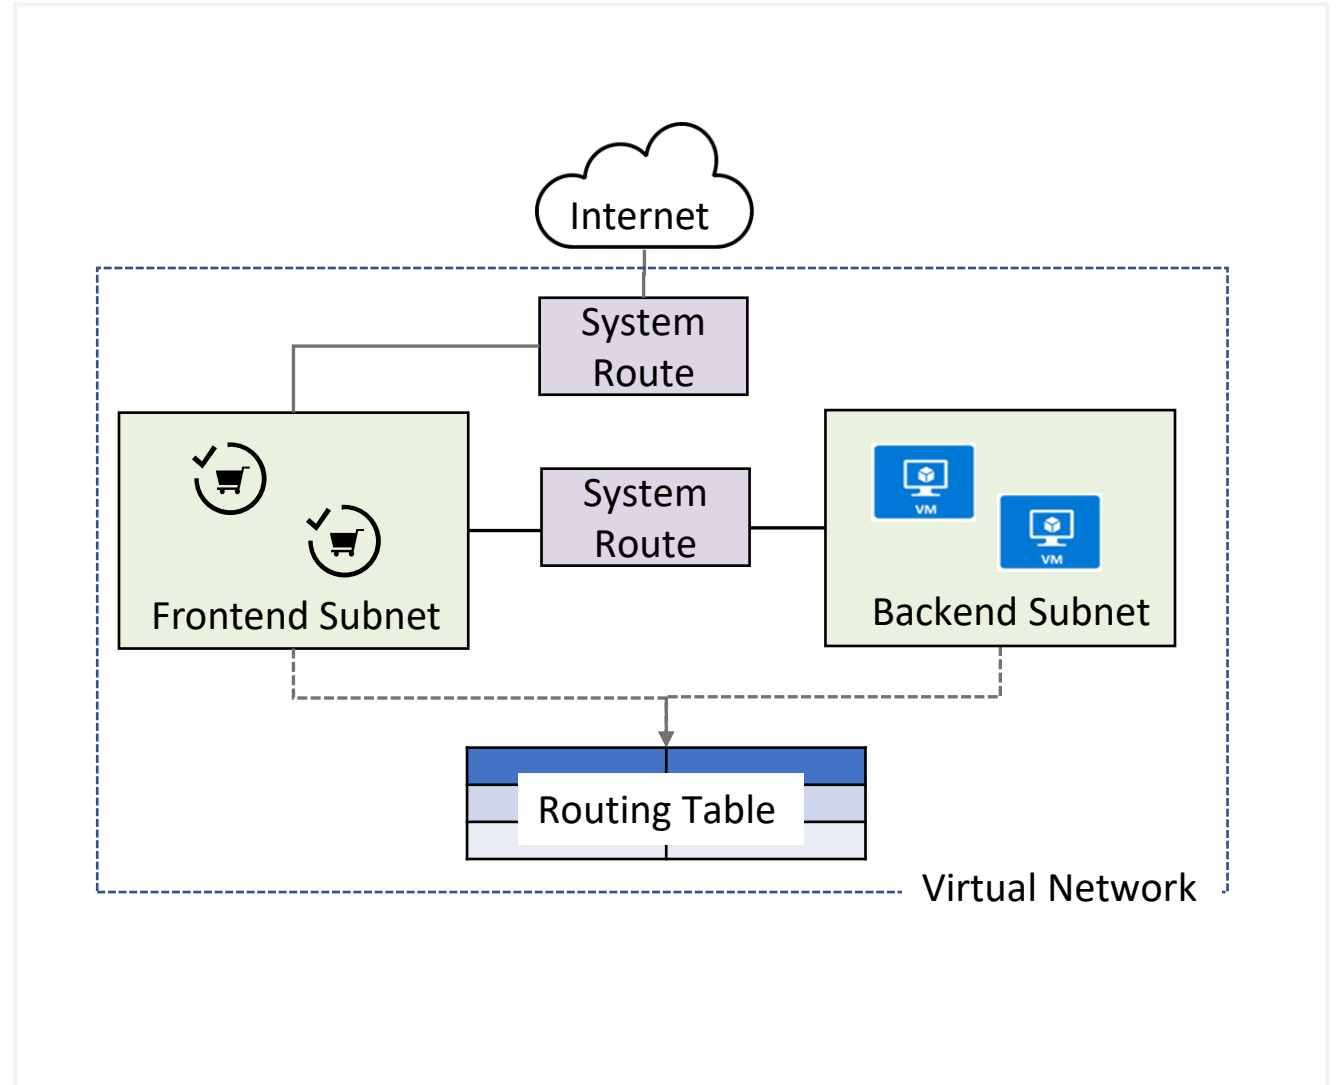 Internet
System
Route
System
Route
VM
VM
Frontend Subnet
Backend Subnet
Routing Table
Virtual Network